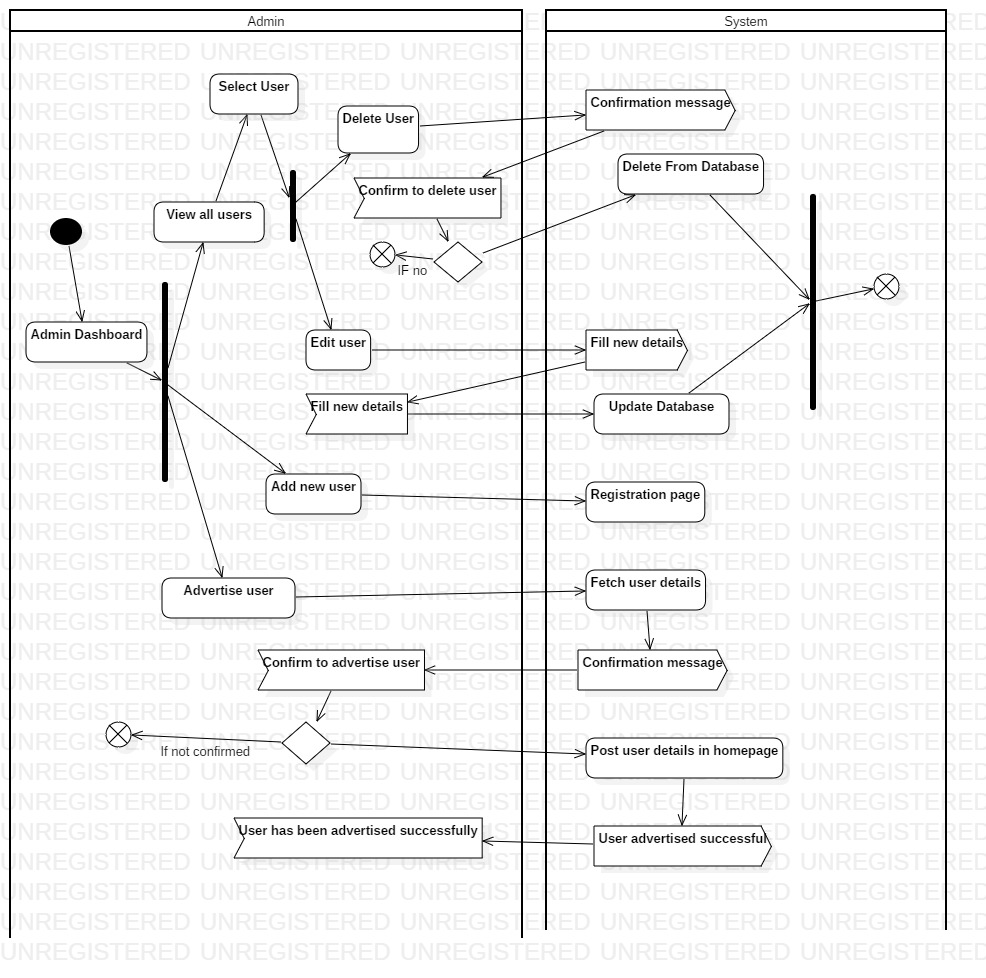 Admin
System
Select User
Delete User
Confirmation message
Delete From Database
Confirm to delete user
View all users
IF no
Admin Dashboard
Edit user
Fill new details
Fill new details
Update Database
Add new user
Registration page
Advertise user
Fetch user details
Confirm to advertise user
Confirmation message
If not confirmed
Post user details in homepage
User has been advertised successfully
User advertised successful
UNREGISTERED